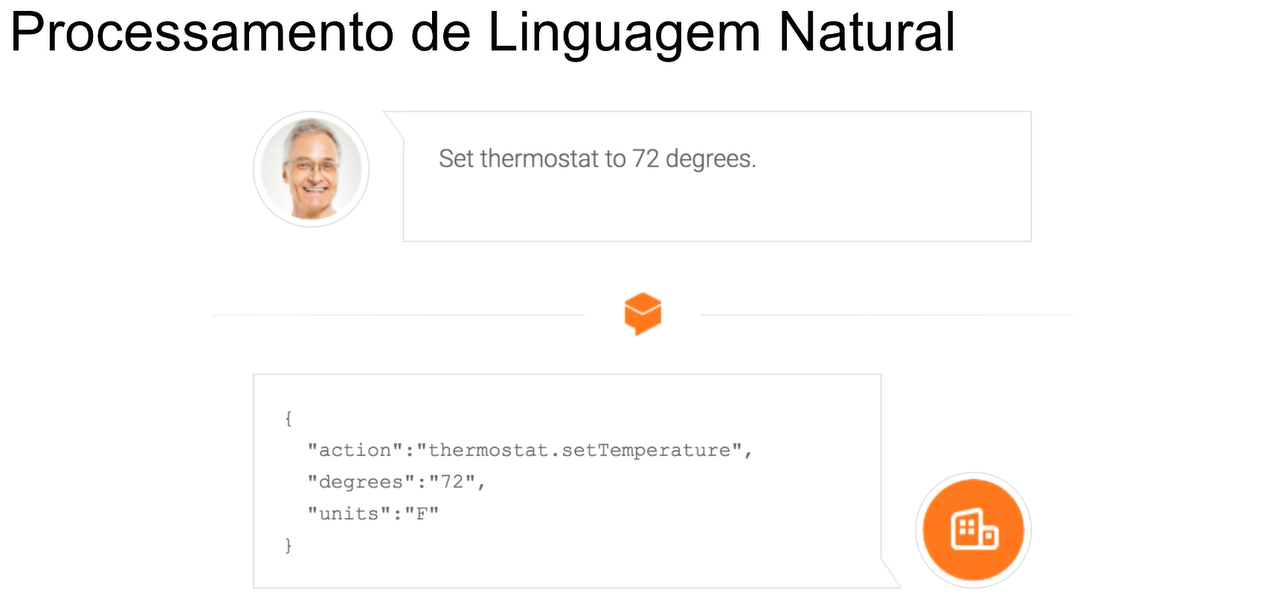 Processamento de Linguagem Natural
Set thermostat to 72 degrees.
{
"action":"thermostat.setTemperature",
"degrees":"72",
"units":"F"
}